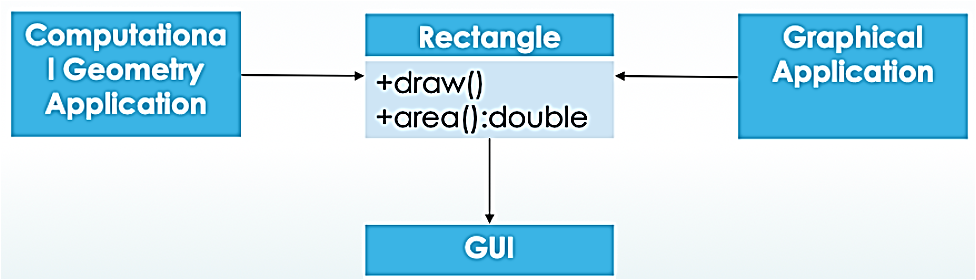 Computationa
l Geometry
Application
Rectangle
+draw()
+area():double
Graphical
Application
GUI